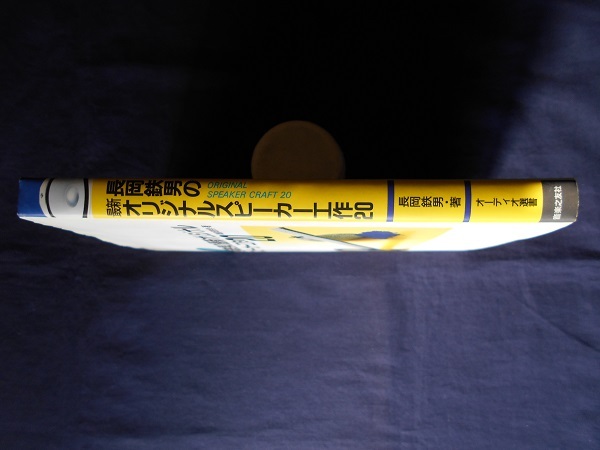 長岡鉄男の
ORIGINAL
SPEAKER CRAFT 20
最新オリジナルスピーカー工作20
長岡鉄男・著
オーディオ選書
音楽之友社